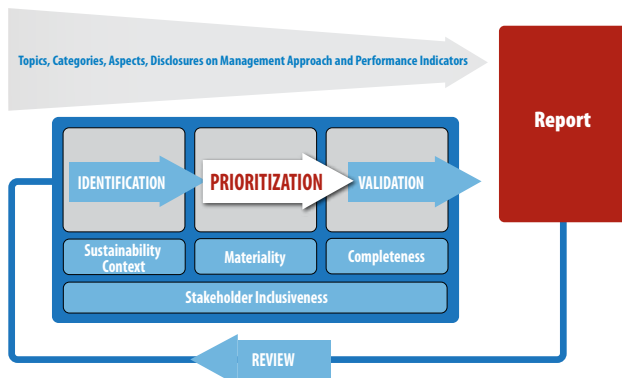 Topics, Categories, Aspects, Disclosures on Management Approach and Performance Indicators
Report
IDENTIFICATION
PRIORITIZATION
VALIDATION
Sustainability
Context
Materiality
Completeness
Stakeholder Inclusiveness
REVIEW